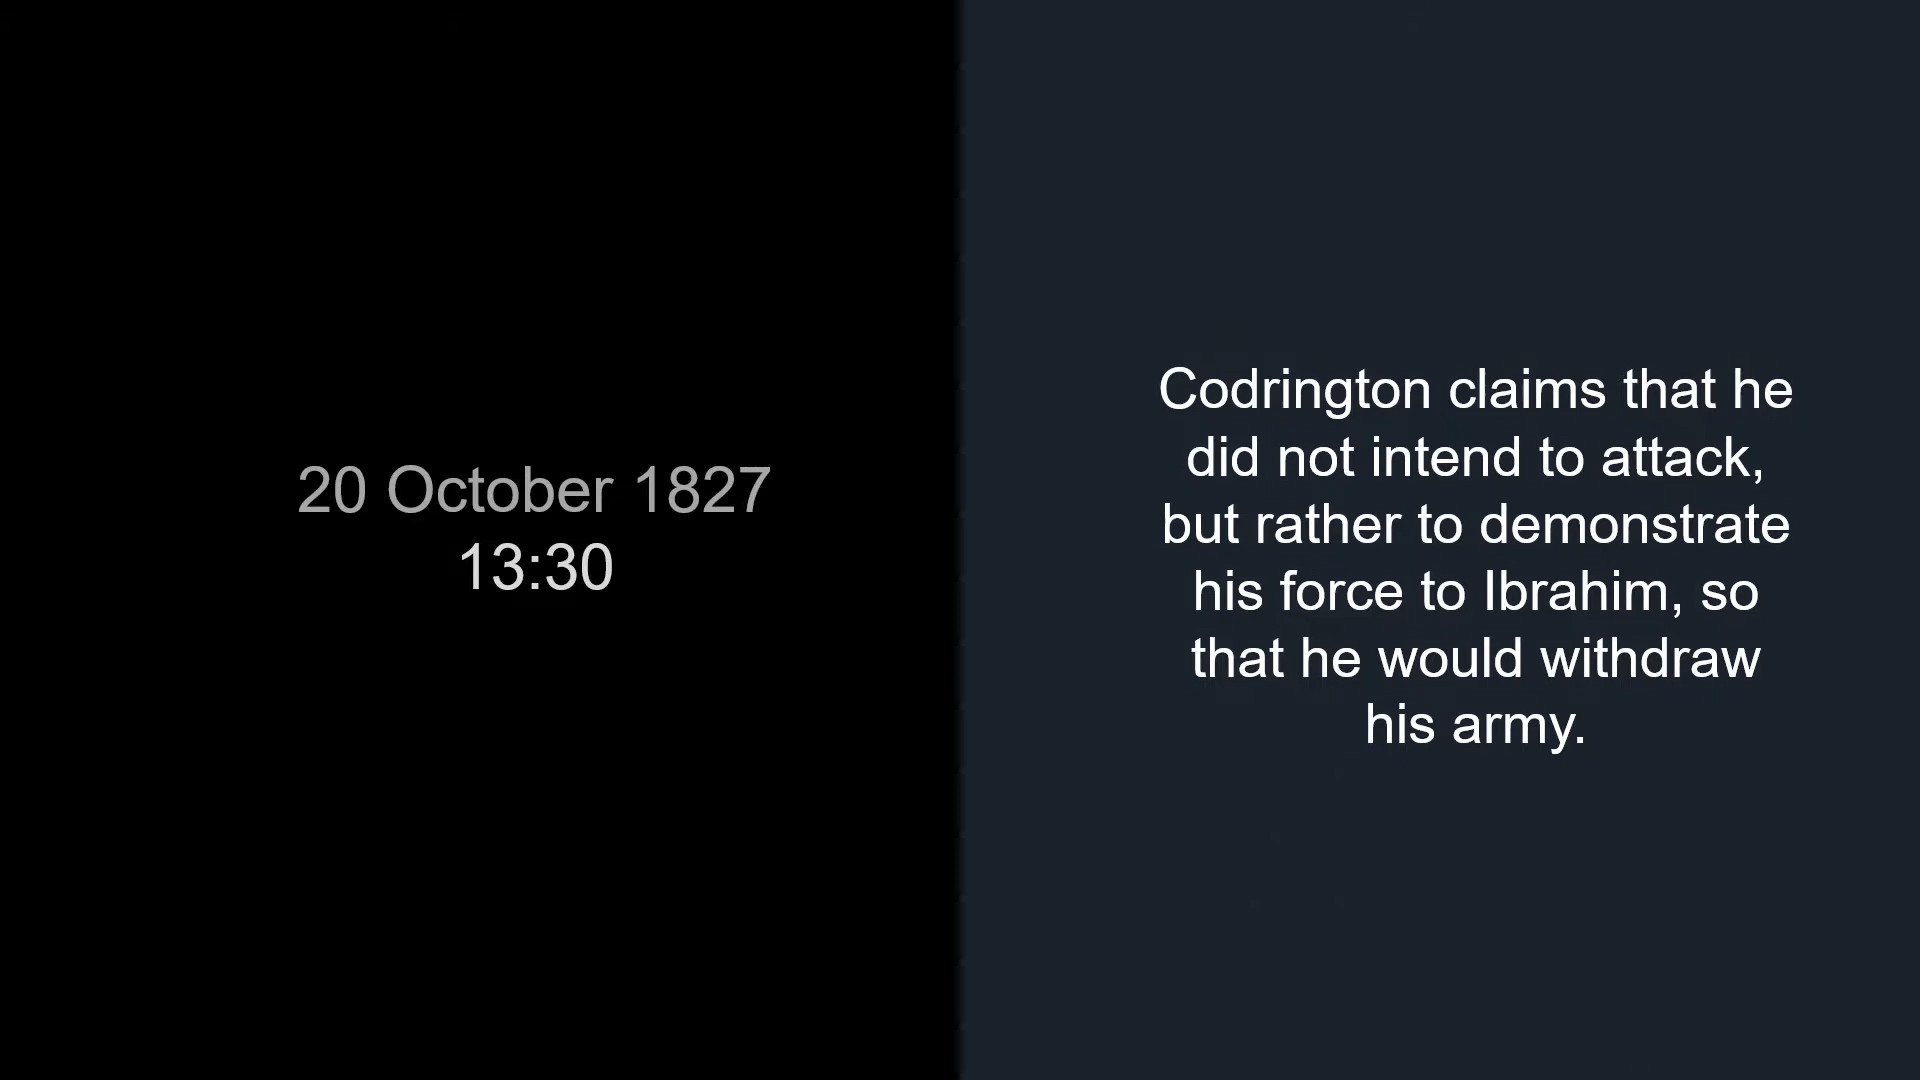 20 October 1827
13:30
Codrington claims that he
did not intend to attack,
but rather to demonstrate
his force to Ibrahim, so
that he would withdraw
his army.